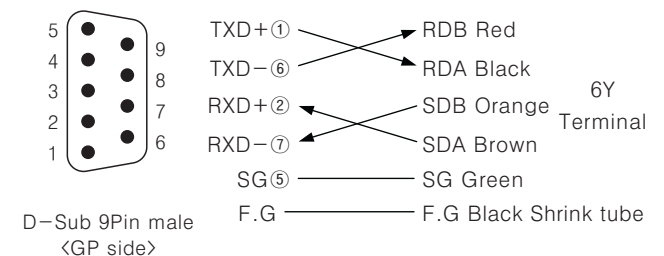 5
9
4
8
3
7
2
6
1
D-Sub 9Pin male
<GP side>
TXD+① RDB Red
TXD-⑥ RDA Black
RXD+② SDB Orange
RXD-⑦ SDA Brown
SG⑤ SG Green
F.G F.G Black Shrink tube
6Y
Terminal